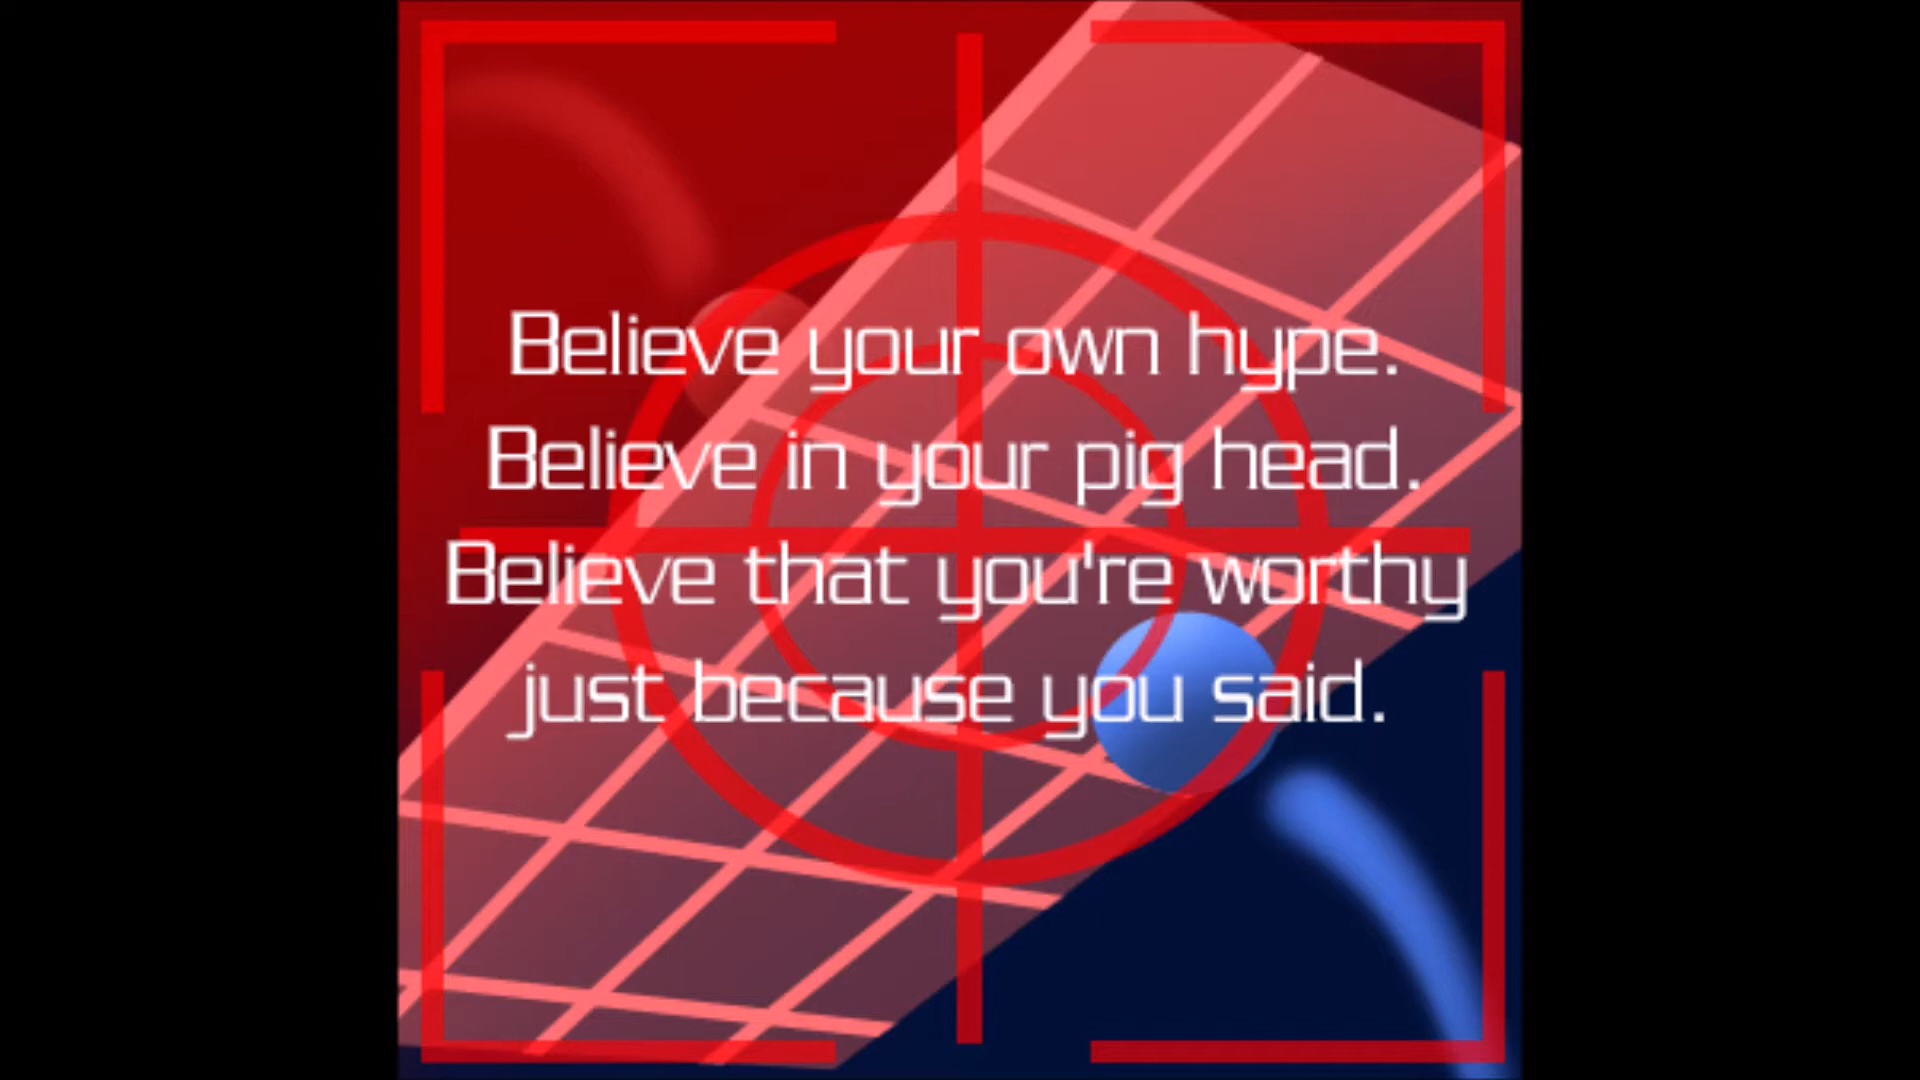 Believe your own hype.
Believe in your pig head.
Believe that you're worthy
just because you said.